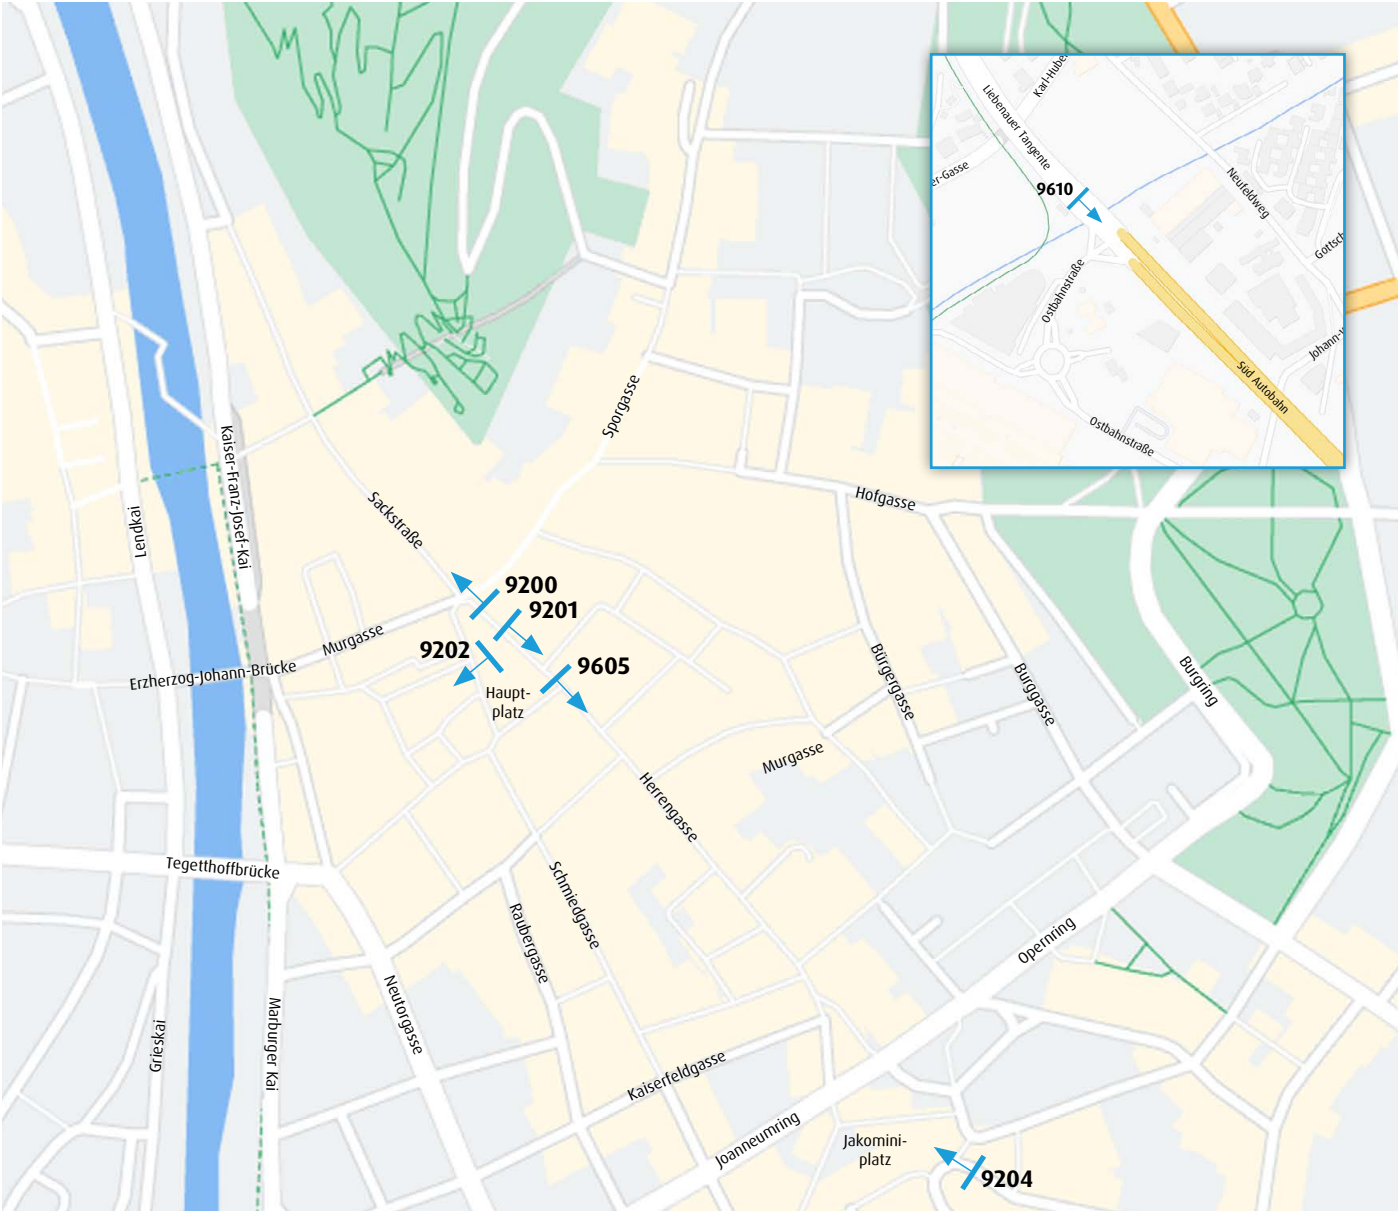 Karl-Hube
Liebenauer Tangente
er-Gasse
9610
Neufeldweg
Gottsch
Ostbahnstraße
Johann-
Süd Autobahn
Ostbahnstraße
Sporgasse
Kaiser-Franz-Josef-Kai
Sackstraße
Hofgasse
Lendkai
9200
9201
Murgasse
9202
9605
Erzherzog-Johann-Brücke
Haupt-
platz
Bürgergasse
Burggasse
Burgring
Murgasse
Herrengasse
Tegetthoffbrücke
Schmiedgasse
Raubergasse
Opernring
Neutorgasse
Marburger Kai
Grieskai
Kaiserfeldgasse
Joanneumring
Jakomini-
platz
9204